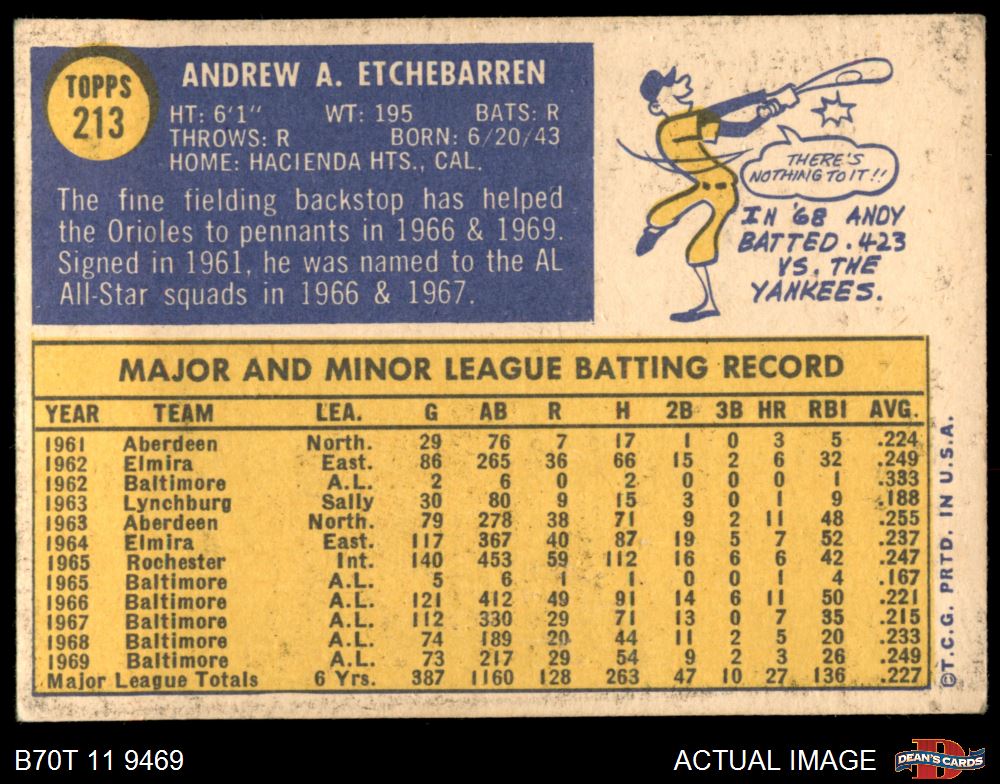 TOPPS
213
ANDREW A. ETCHEBARREN
HT: 6'1" WT: 195 BATS: R
THROWS: R BORN: 6/20/43
HOME: HACIENDA HTS., CAL.
The fine fielding backstop has helped
the Orioles to pennants in 1966 & 1969.
Signed in 1961, he was named to the AL
All-Star squads in 1966 & 1967.
THERE'S
NOTHING TO IT!!
IN '68 ANDY
BATTED .423
VS. THE
YANKEES.
MAJOR AND MINOR LEAGUE BATTING RECORD
YEAR TEAM LEA. G AB R H 2B 3B HR RBI AVG.
1961 Aberdeen North. 29 76 7 17 1 0 3 5 .224
1962 Elmira East. 86 265 36 66 15 2 6 32 .249
1962 Baltimore A.L. 2 6 0 2 0 0 0 1 .333
1963 Lynchburg Sally 30 80 9 15 3 0 1 9 .188
1963 Aberdeen North. 79 278 38 71 9 2 11 48 .255
1964 Elmira East. 117 367 40 87 19 5 7 52 .237
1965 Rochester Int. 140 453 59 112 16 6 6 42 .247
1965 Baltimore A.L. 5 6 1 1 0 0 1 4 .167
1966 Baltimore A.L. 121 412 49 91 14 6 11 50 .221
1967 Baltimore A.L. 112 330 29 71 13 0 7 35 .215
1968 Baltimore A.L. 74 189 20 44 11 2 5 20 .233
1969 Baltimore A.L. 73 217 29 54 9 2 3 26 .249
Major League Totals 6 Yrs. 387 1160 128 263 47 10 27 136 .227
©T.C.G. PRTD. IN U.S.A.
B70T 11 9469
ACTUAL IMAGE
DEAN'S CARDS